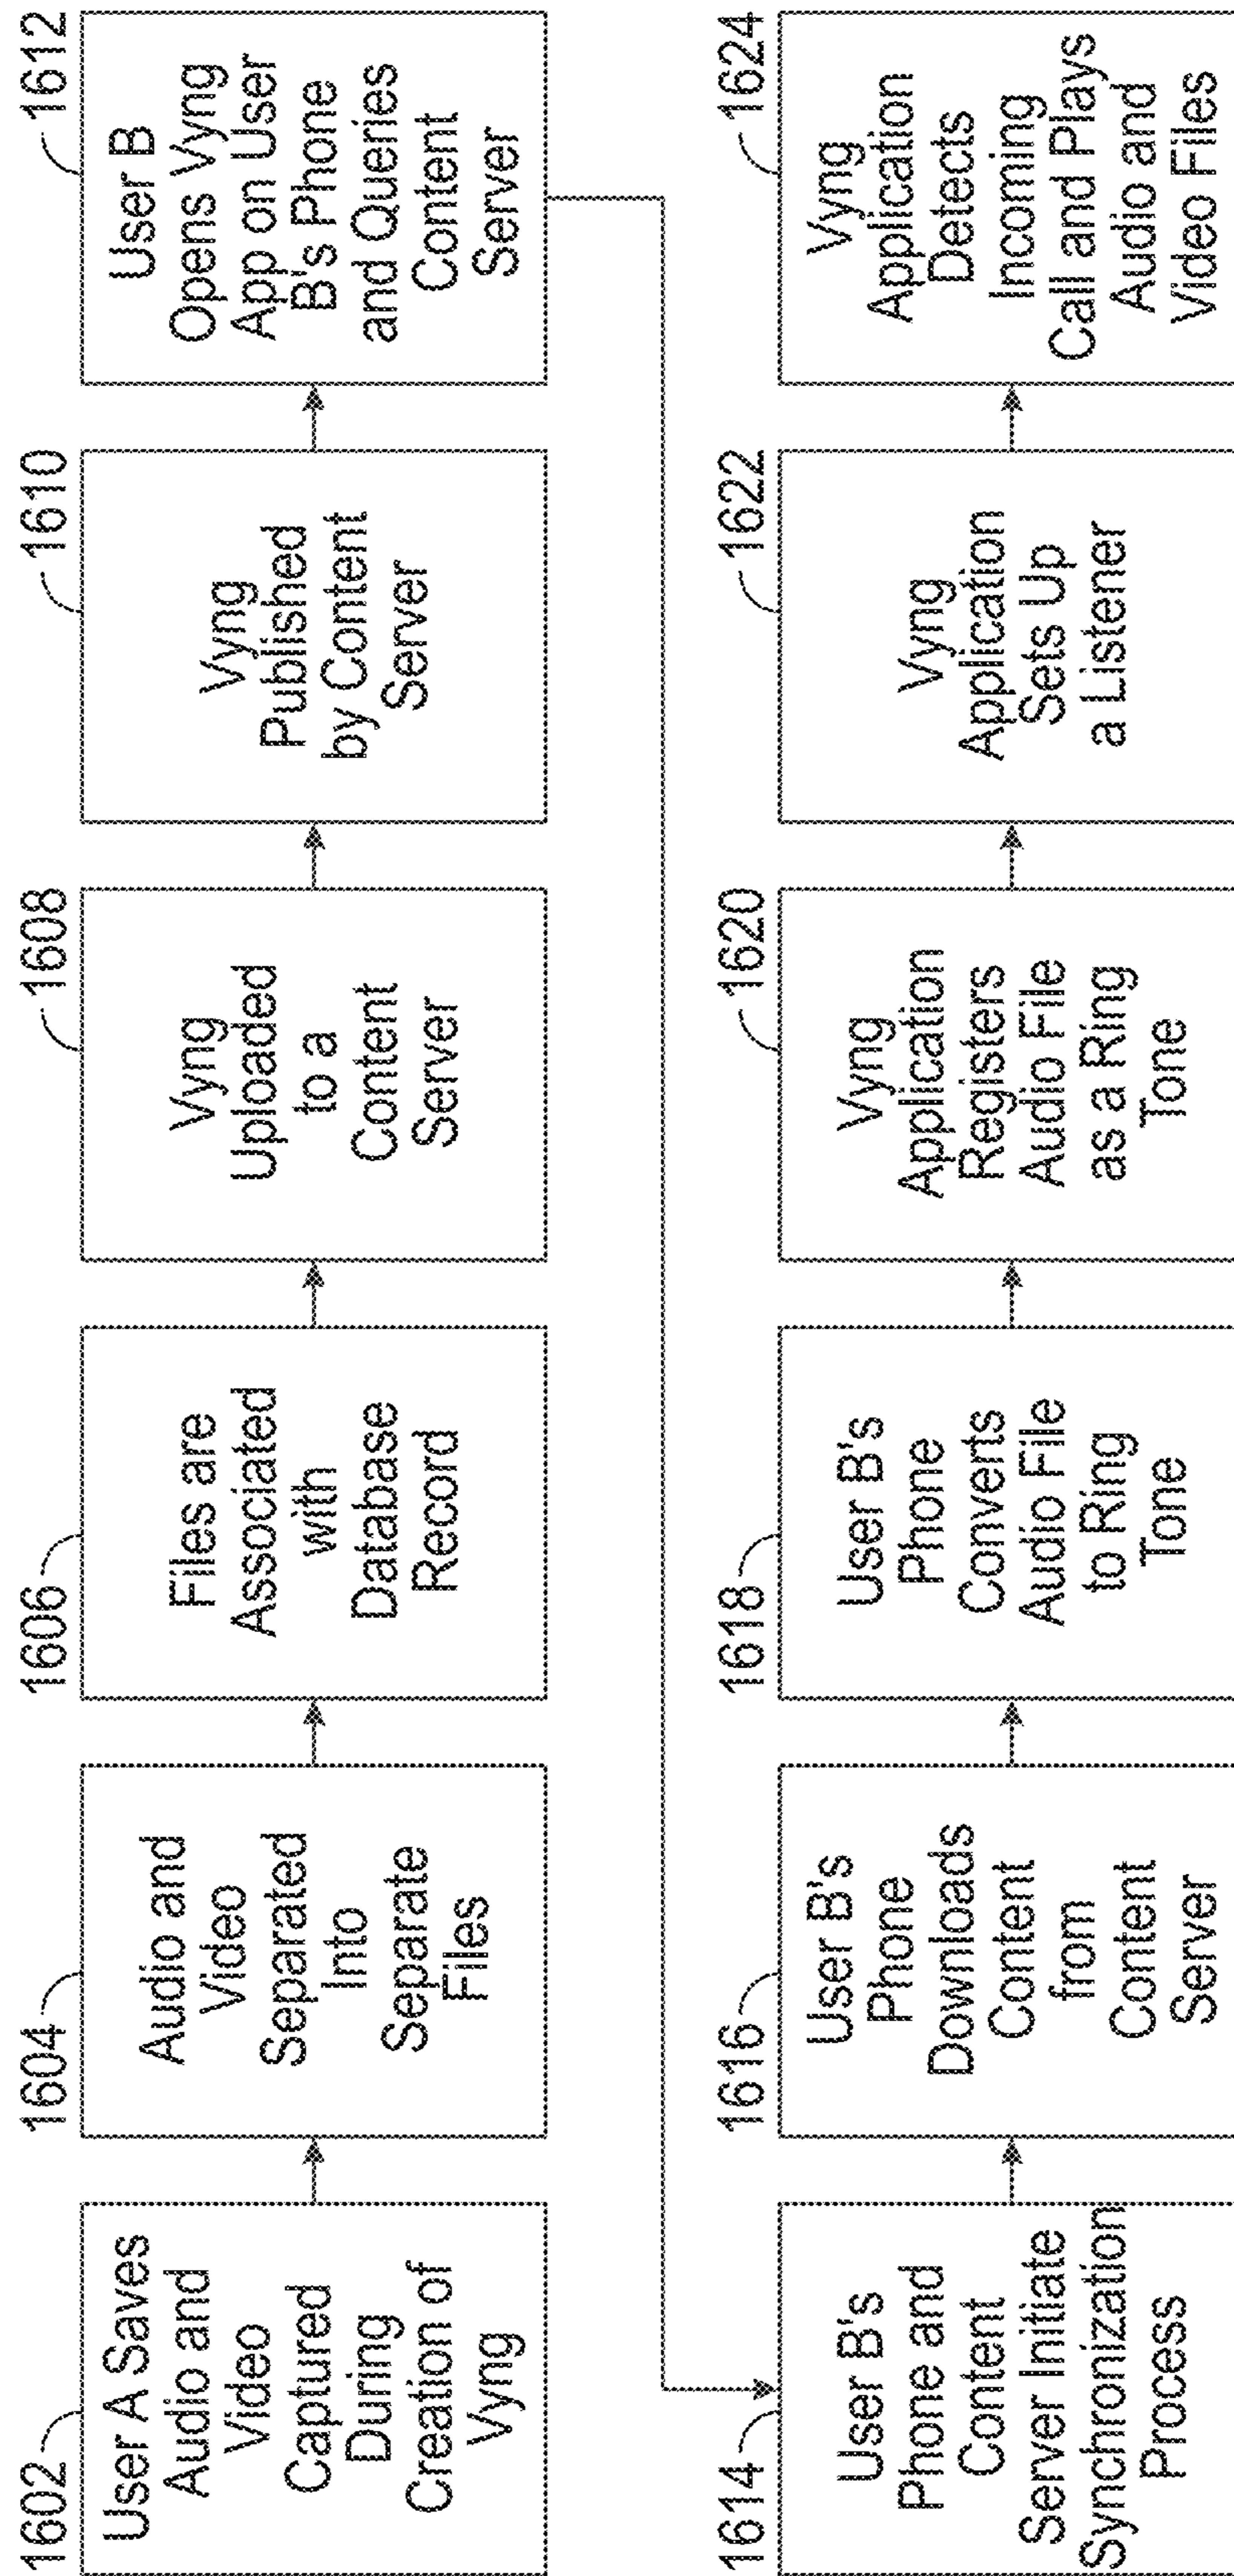 1602
User A Saves
Audio and
Video
Captured
During
Creation of
Vyng
1604
Audio and
Video
Separated
Into
Separate
Files
1606
Files are
Associated
with
Database
Record
1608
Vyng
Uploaded
to a
Content
Server
1610
Vyng
Published
by Content
Server
1612
User B
Opens Vyng
App on User
B's Phone
and Queries
Content
Server
1614
User B's
Phone and
Content
Server Initiate
Synchronization
Process
1616
User B's
Phone
Downloads
Content
from
Content
Server
1618
User B's
Phone
Converts
Audio File
to Ring
Tone
1620
Vyng
Application
Registers
Audio File
as a Ring
Tone
1622
Vyng
Application
Sets Up
a Listener
1624
Vyng
Application
Detects
Incoming
Call and Plays
Audio and
Video Files